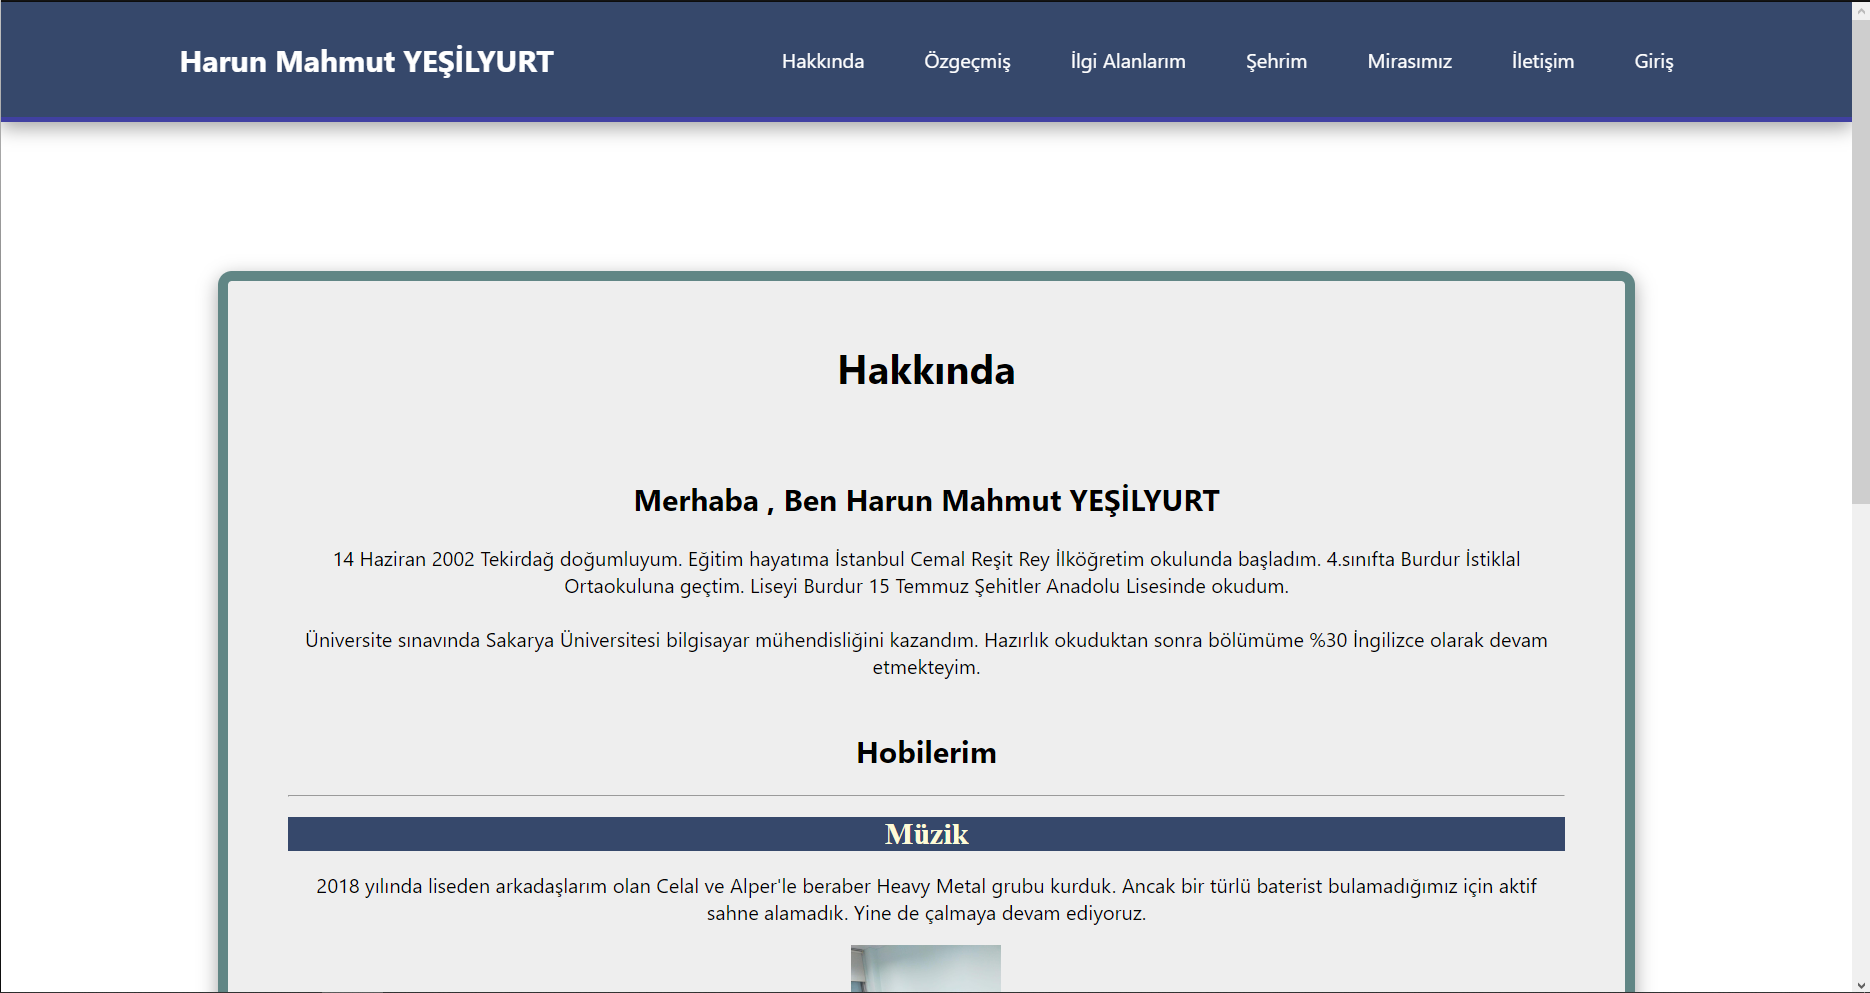 Harun Mahmut YEŞİLYURT
Hakkında Özgeçmiş İlgi Alanlarım Şehrim Mirasımız İletişim Giriş
Hakkında
Merhaba , Ben Harun Mahmut YEŞİLYURT
14 Haziran 2002 Tekirdağ doğumluyum. Eğitim hayatıma İstanbul Cemal Reşit Rey İlköğretim okulunda başladım. 4.sınıfta Burdur İstiklal
Ortaokuluna geçtim. Liseyi Burdur 15 Temmuz Şehitler Anadolu Lisesinde okudum.
Üniversite sınavında Sakarya Üniversitesi bilgisayar mühendisliğini kazandım. Hazırlık okuduktan sonra bölümüme %30 İngilizce olarak devam
etmekteyim.
Hobilerim
Müzik
2018 yılında liseden arkadaşlarım olan Celal ve Alper'le beraber Heavy Metal grubu kurduk. Ancak bir türlü baterist bulamadığımız için aktif
sahne alamadık. Yine de çalmaya devam ediyoruz.